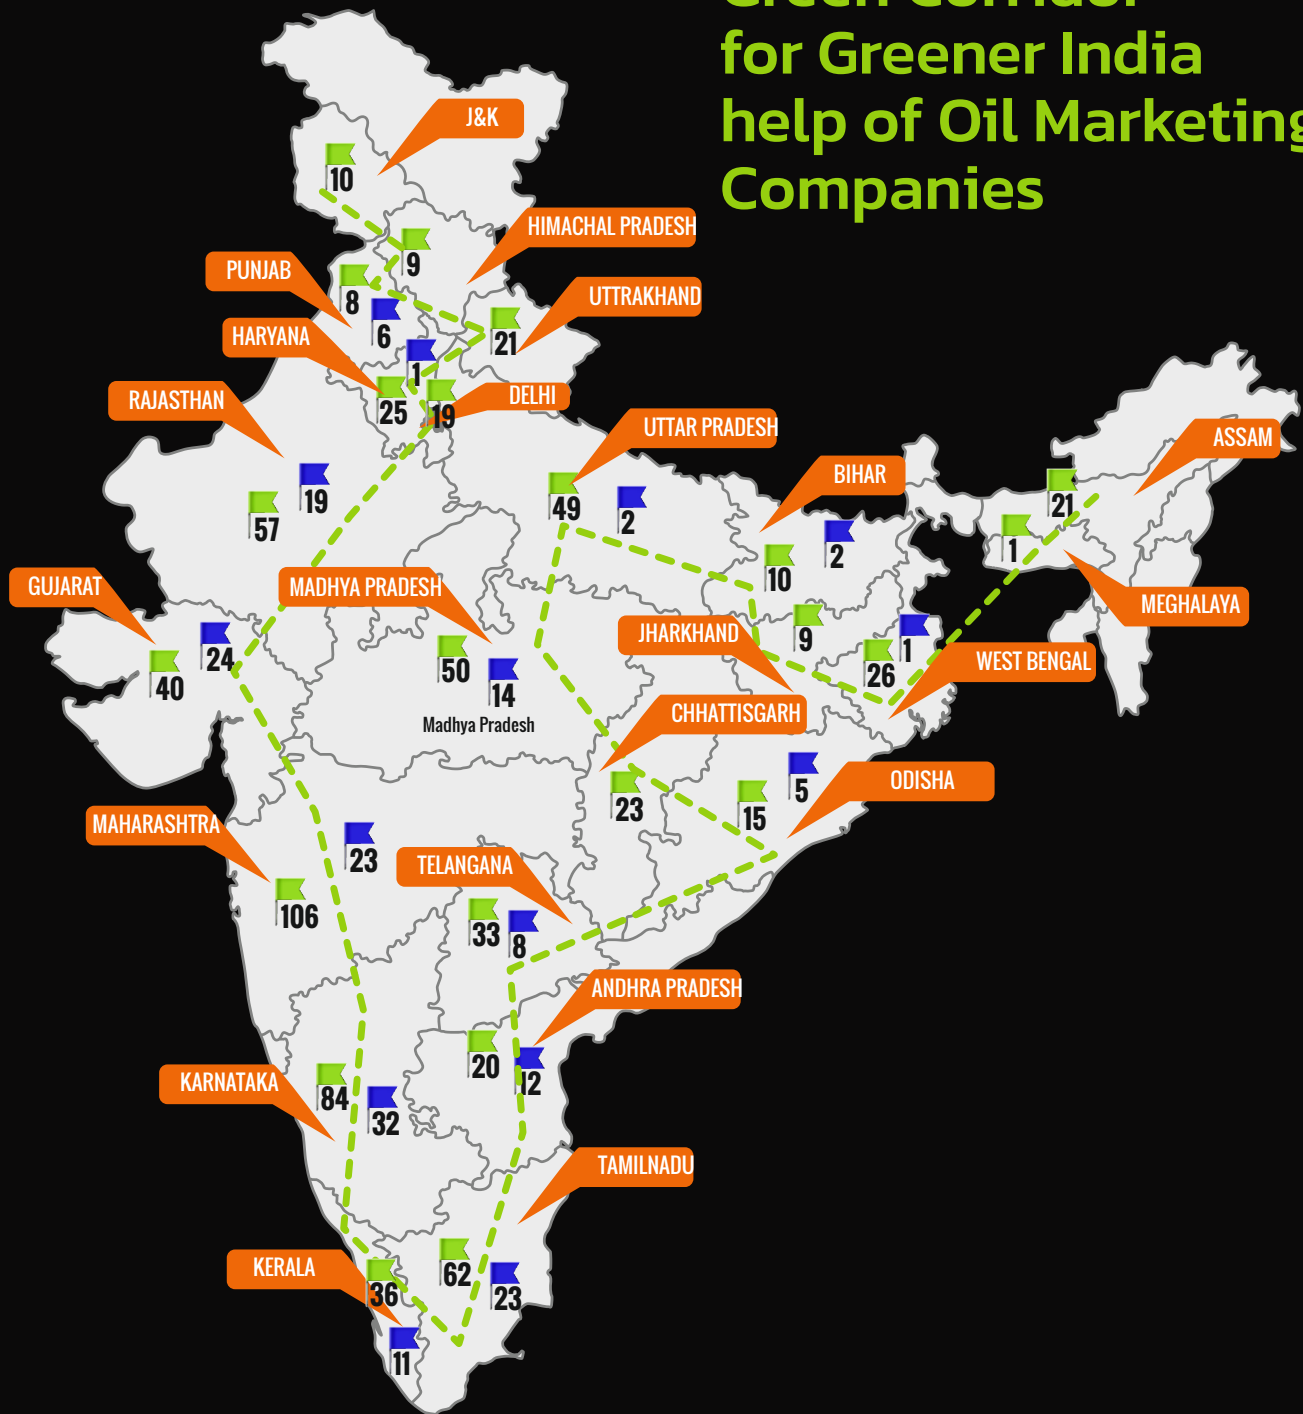 Green Corridor
for Greener India
help of Oil Marketing
Companies
J&K
10
HIMACHAL PRADESH
9
PUNJAB
8
6
UTTRAKHAND
21
HARYANA
1
25
19
DELHI
RAJASTHAN
19
57
UTTAR PRADESH
49
2
BIHAR
2
10
ASSAM
21
1
MEGHALAYA
GUJARAT
24
40
MADHYA PRADESH
50
14
Madhya Pradesh
JHARKHAND
9
1
26
WEST BENGAL
CHHATTISGARH
23
5
15
ODISHA
MAHARASHTRA
23
106
TELANGANA
33
8
ANDHRA PRADESH
20
12
KARNATAKA
84
32
TAMILNADU
62
23
KERALA
36
11